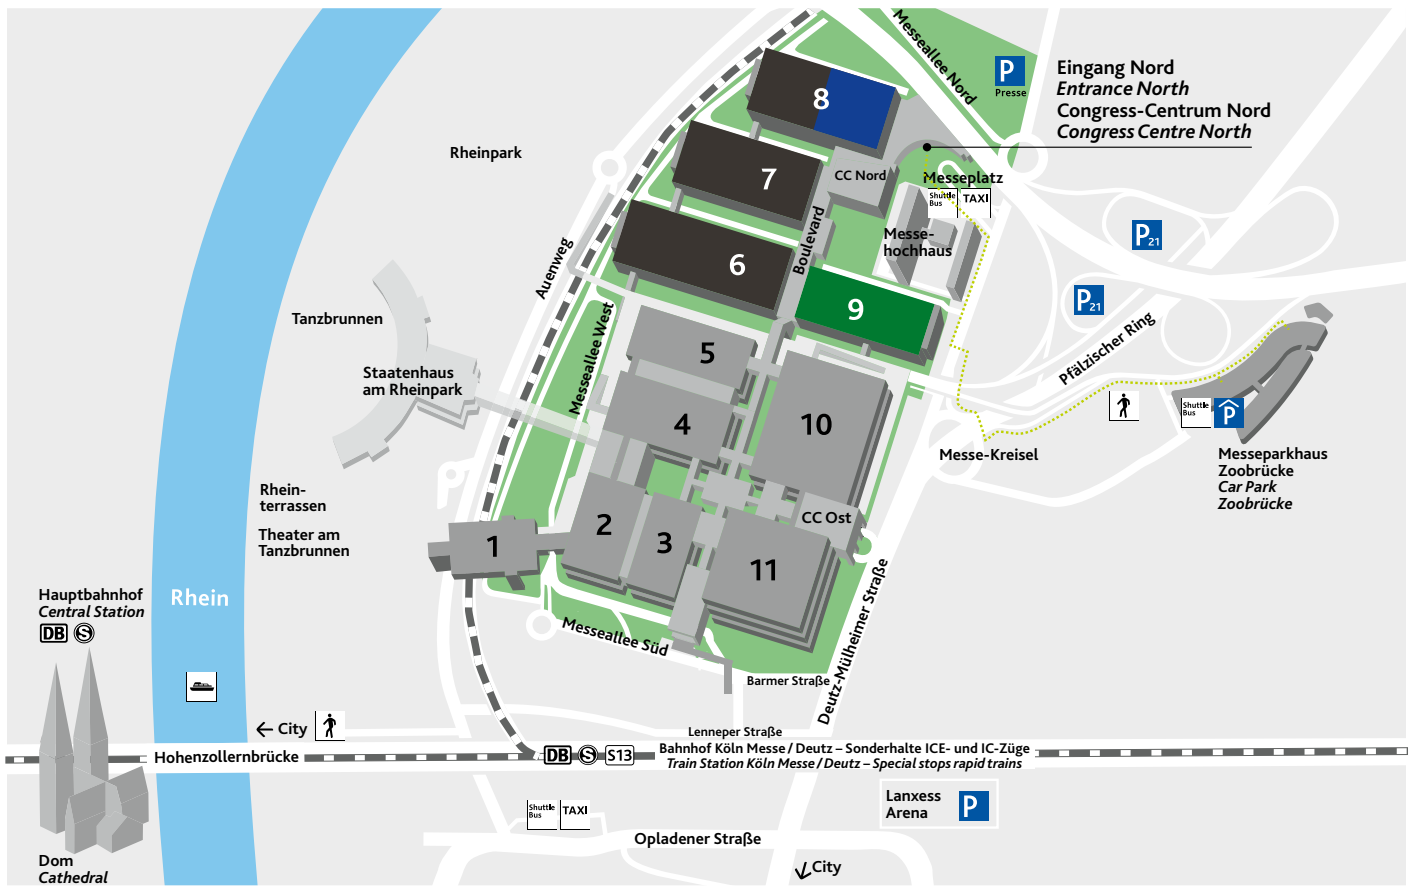 Messeallee Nord
P
Presse
Eingang Nord
Entrance North
Congress-Centrum Nord
Congress Centre North
8
Rheinpark
7
CC Nord
Messeplatz
Shuttle
Bus
TAXI
Boulevard
Messe-
hochhaus
P21
6
Auenweg
9
P21
Tanzbrunnen
Messeallee West
Pfälzischer Ring
5
Staatenhaus
am Rheinpark
4
10
Shuttle
Bus
P
Messe-Kreisel
Messeparkhaus
Zoobrücke
Car Park
Zoobrücke
Rhein-
terrassen
CC Ost
2
3
1
11
Theater am
Tanzbrunnen
Hauptbahnhof
Central Station
DB
S
Rhein
Messeallee Süd
Deutz-Mülheimer Straße
Barmer Straße
City
Lenneper Straße
Hohenzollernbrücke
DB
S
S13
Bahnhof Köln Messe/Deutz – Sonderhalte ICE- und IC-Züge
Train Station Köln Messe/Deutz – Special stops rapid trains
Lanxess
Arena
P
Shuttle
Bus
TAXI
Opladener Straße
Dom
Cathedral
City